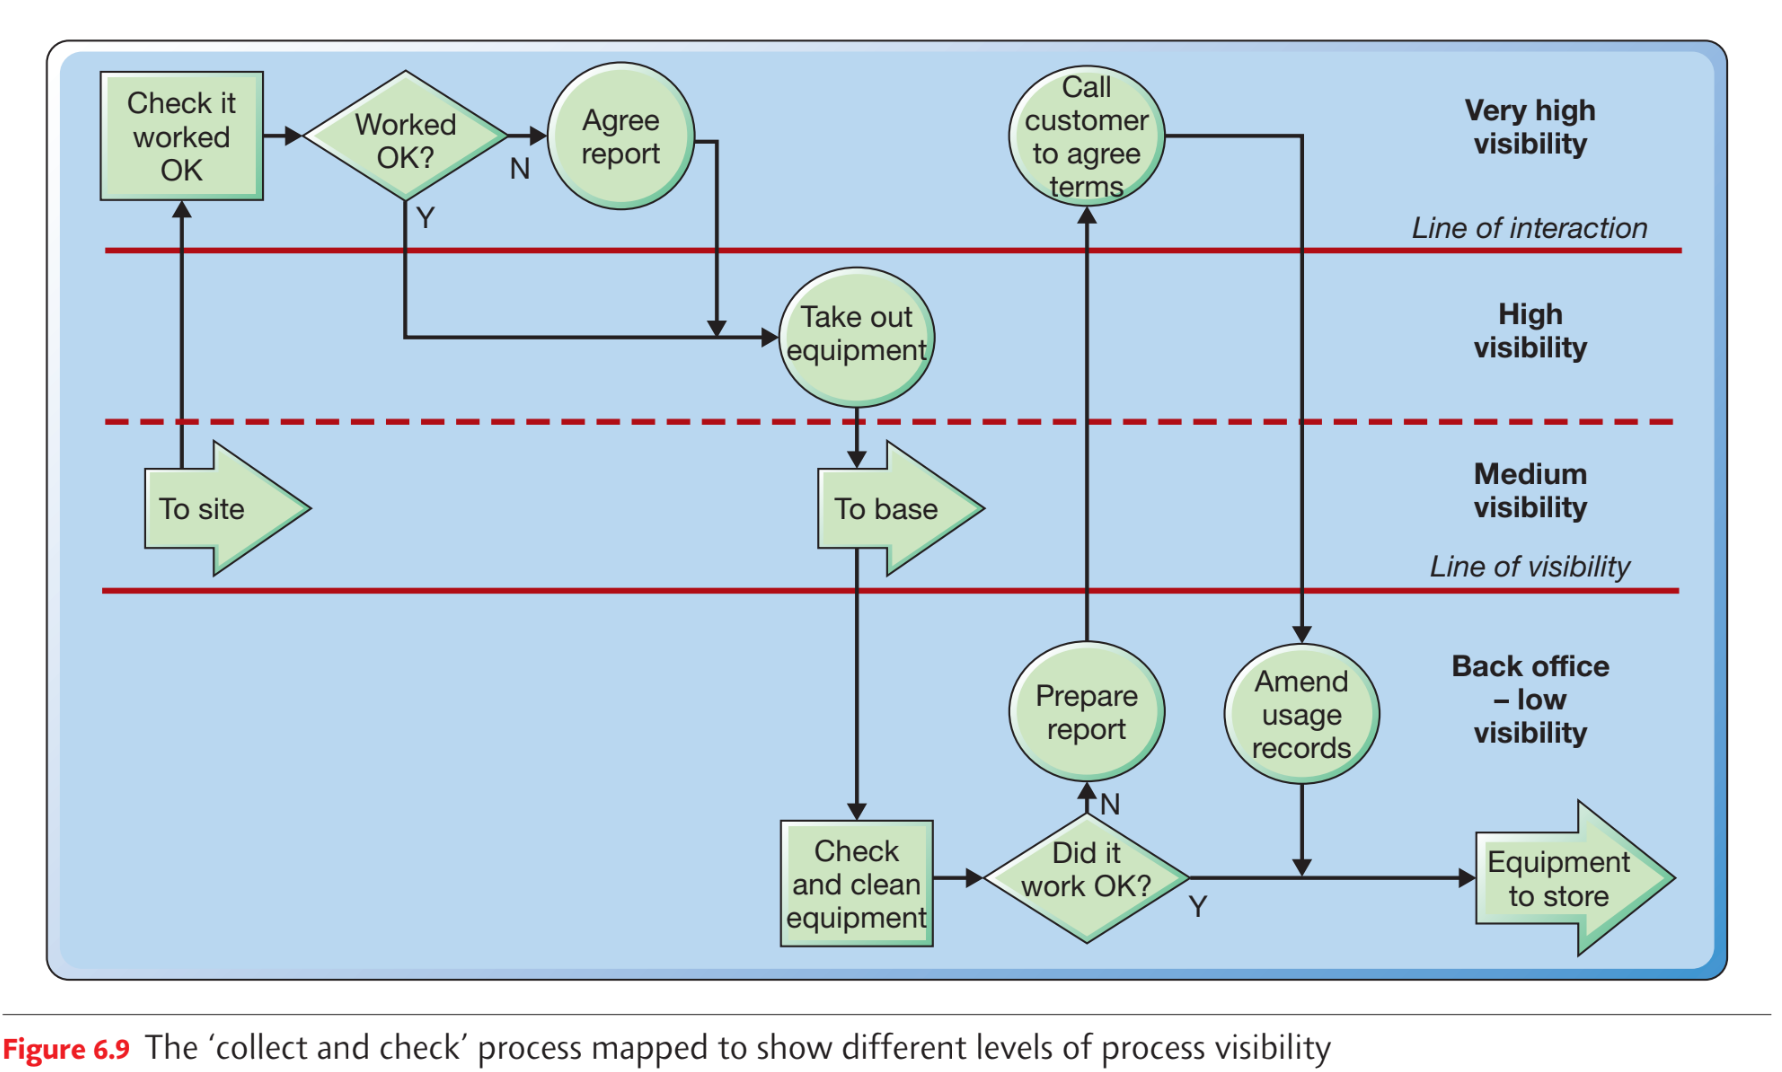 Check it
worked
OK
Worked
OK?
N
Y
Agree
report
Call
customer
to agree
terms
Very high
visibility
Line of interaction
Take out
equipment
High
visibility
To site
To base
Medium
visibility
Line of visibility
Prepare
report
Amend
usage
records
Back office
– low
visibility
Check
and clean
equipment
Did it
work OK?
N
Y
Equipment
to store
Figure 6.9 The ‘collect and check’ process mapped to show different levels of process visibility